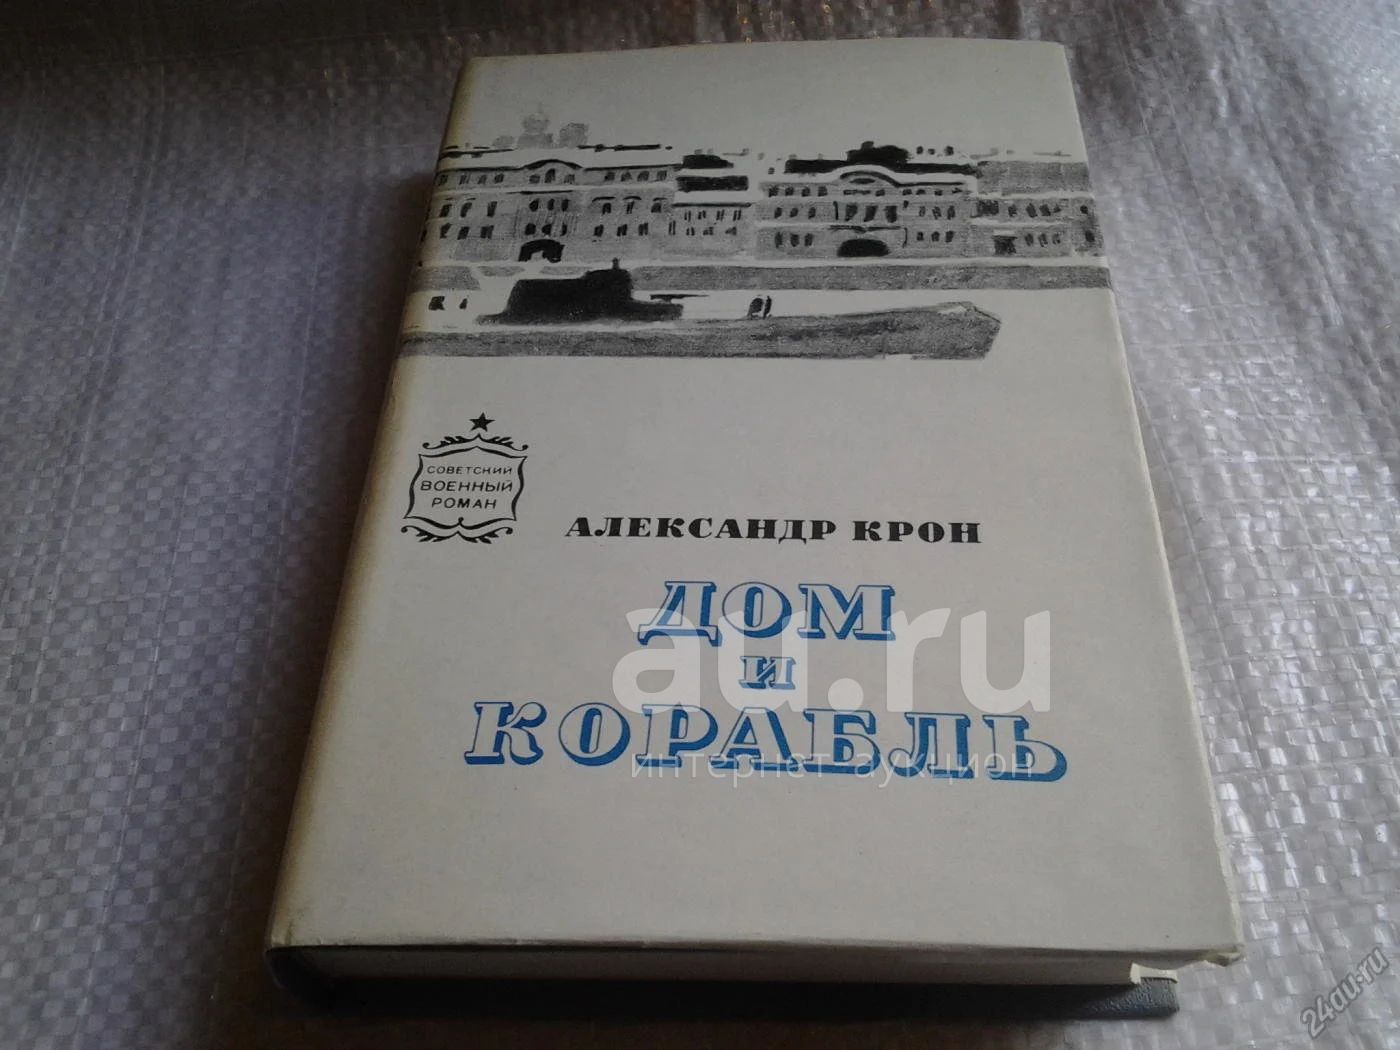 СОВЕТСКИЙ
ВОЕННЫЙ
РОМАН
АЛЕКСАНДР КРОН
ДОМ
И
КОРАБЛЬ
au.ru
интернет-аукцион
24au.ru